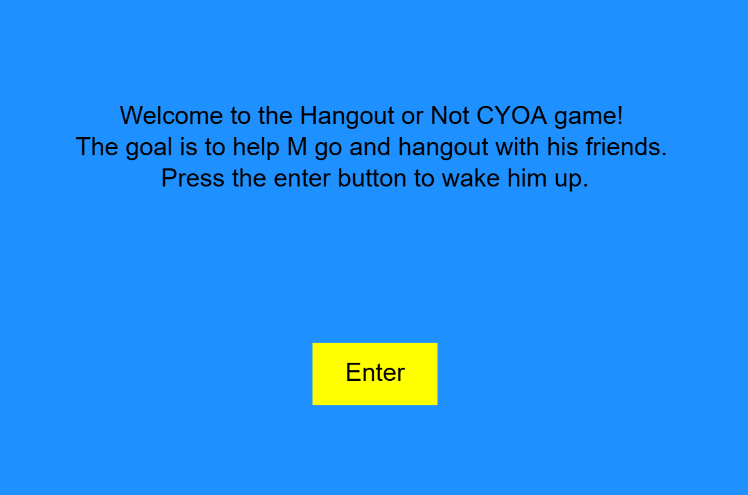 Welcome to the Hangout or Not CYOA game!
The goal is to help M go and hangout with his friends.
Press the enter button to wake him up.
Enter